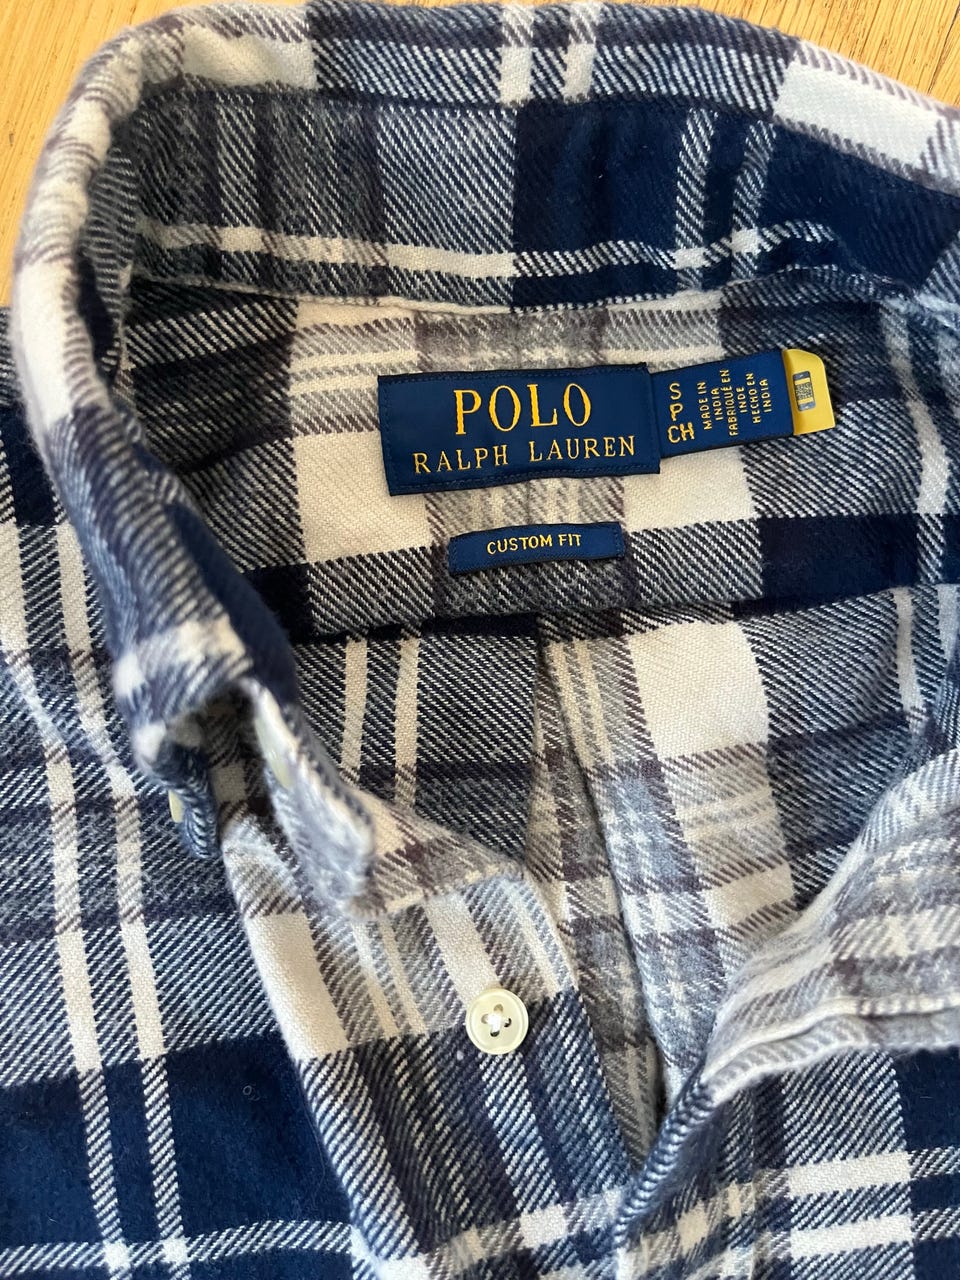 POLO
RALPH LAUREN
S
P
CH
MADE IN
INDIA
FABRIQUÉ EN
INDE
HECHO EN
INDIA
CUSTOM FIT